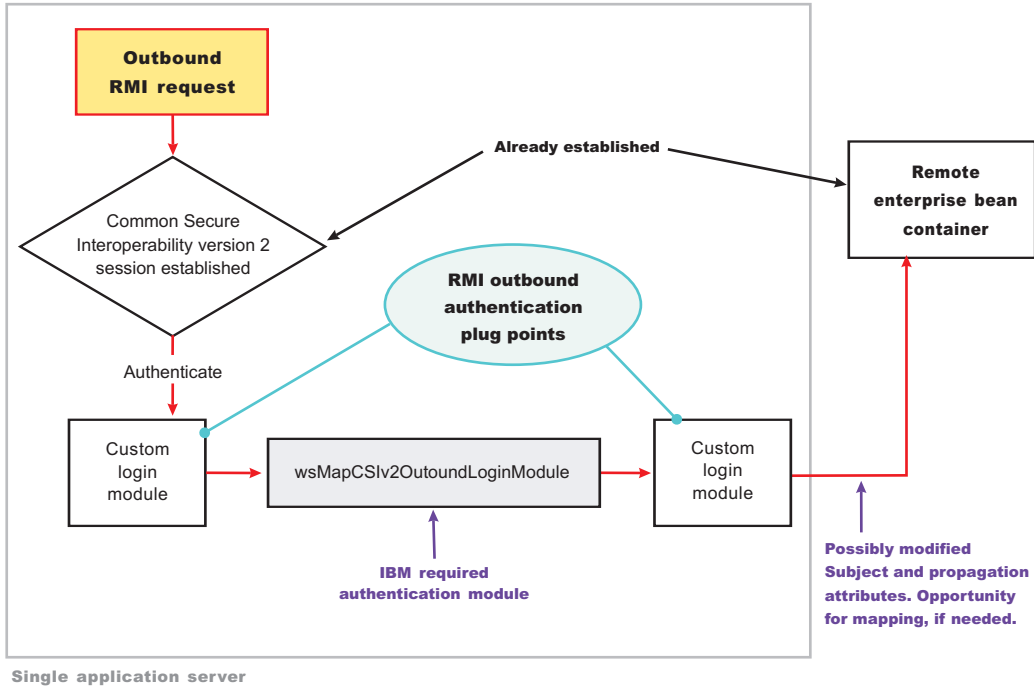 Outbound
RMI request
Already established
Remote
enterprise bean
container
Common Secure
Interoperability version 2
session established
RMI outbound
authentication
plug points
Authenticate
Custom
login
module
wsMapCSIv2OutoundLoginModule
Custom
login
module
IBM required
authentication module
Possibly modified
Subject and propagation
attributes. Opportunity
for mapping, if needed.
Single application server